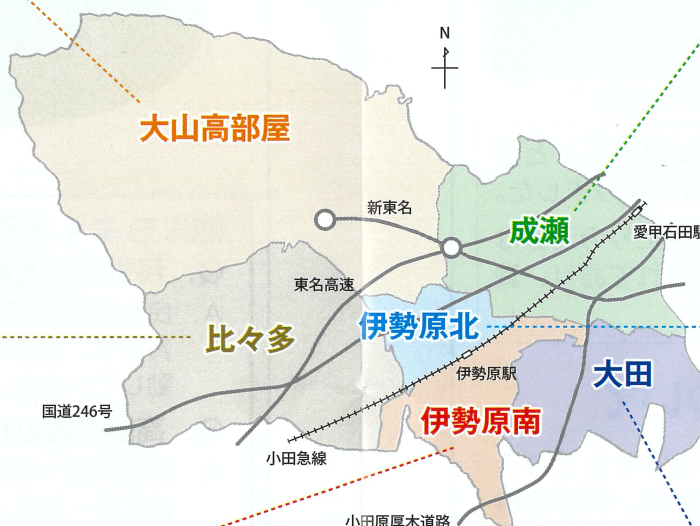 N
大山高部屋
新東名
成瀬
愛甲石田駅
東名高速
伊勢原北
比々多
伊勢原駅
大田
国道246号
伊勢原南
小田急線
小田原厚木道路